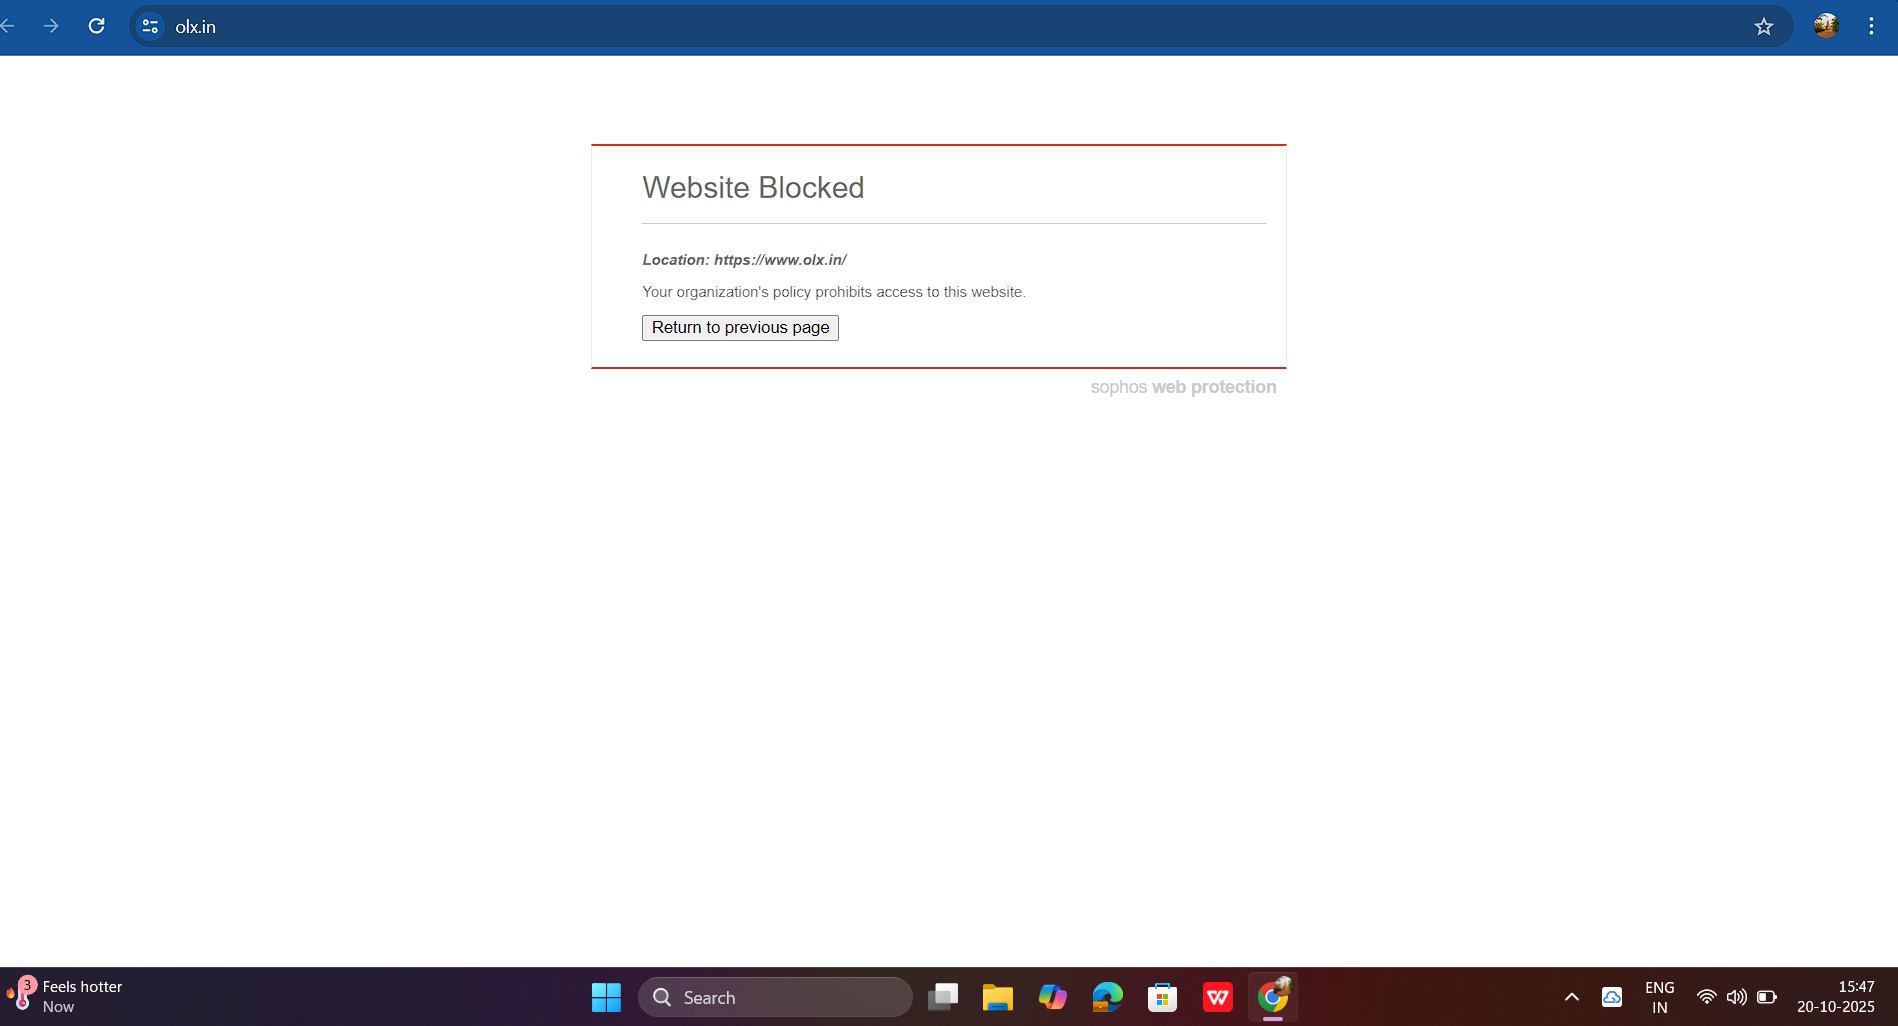 olx.in
Website Blocked
Location: https://www.olx.in/
Your organization's policy prohibits access to this website.
Return to previous page
sophos web protection
3
Feels hotter
Now
Search
W
ENG
IN
15:47
20-10-2025